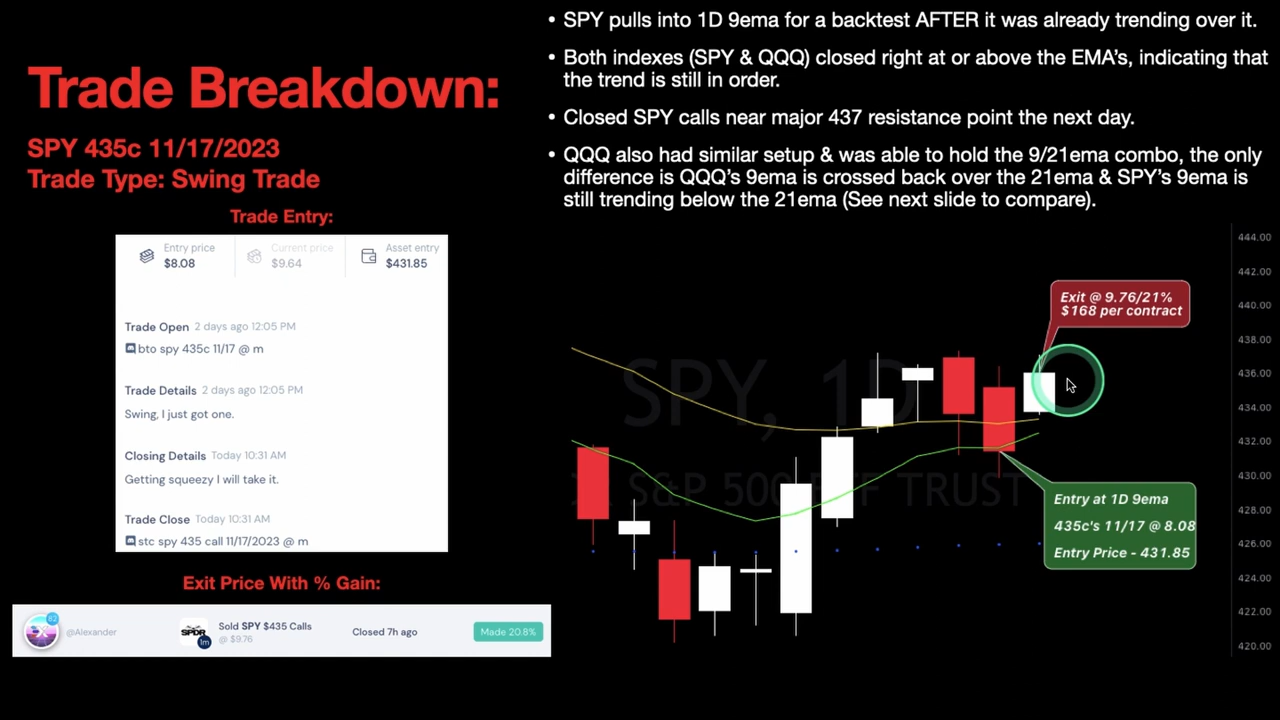 Trade Breakdown:
SPY 435c 11/17/2023
Trade Type: Swing Trade
Trade Entry:
Entry price
$8.08
Current price
$9.64
Asset entry
$431.85
Trade Open 2 days ago 12:05 PM
bto spy 435c 11/17 @ m
Trade Details 2 days ago 12:05 PM
Swing, I just got one.
Closing Details Today 10:31 AM
Getting squeezy I will take it.
Trade Close Today 10:31 AM
stc spy 435 call 11/17/2023 @ m
Exit Price With % Gain:
82
@Alexander
SPDR
1m
Sold SPY $435 Calls
@ $9.76
Closed 7h ago
Made 20.8%
• SPY pulls into 1D 9ema for a backtest AFTER it was already trending over it.
• Both indexes (SPY & QQQ) closed right at or above the EMA's, indicating that
the trend is still in order.
• Closed SPY calls near major 437 resistance point the next day.
• QQQ also had similar setup & was able to hold the 9/21ema combo, the only
difference is QQQ's 9ema is crossed back over the 21ema & SPY's 9ema is
still trending below the 21ema (See next slide to compare).
SPY, 1D
S&P 500 ETF TRUST
Exit @ 9.76/21%
$168 per contract
Entry at 1D 9ema
435c's 11/17 @ 8.08
Entry Price - 431.85
444.00
442.00
440.00
438.00
436.00
434.00
432.00
430.00
428.00
426.00
424.00
422.00
420.00